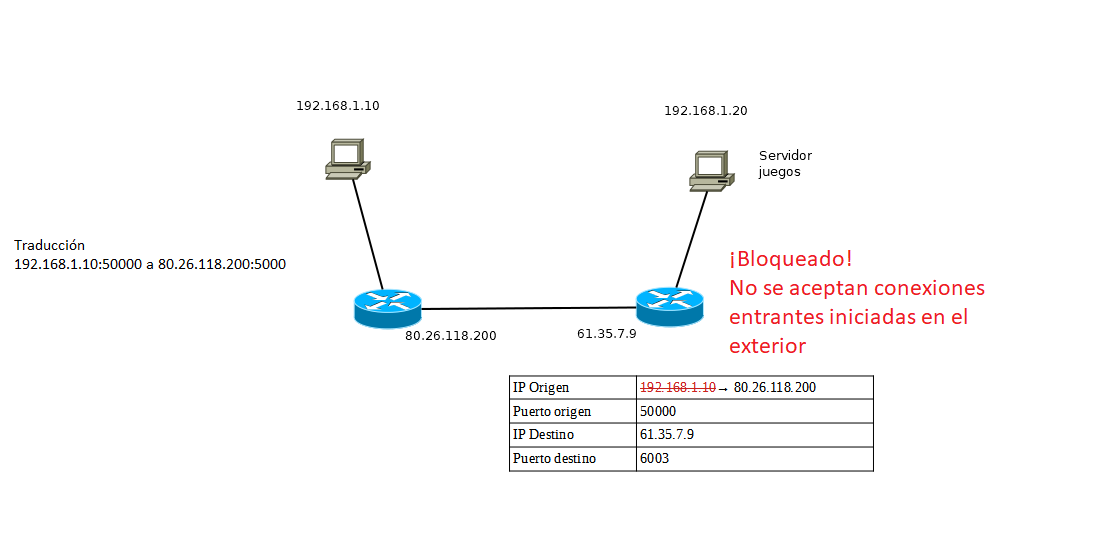 192.168.1.10
192.168.1.20
Servidor
juegos
Traducción
192.168.1.10:50000 a 80.26.118.200:5000
¡Bloqueado!
No se aceptan conexiones
entrantes iniciadas en el
exterior
80.26.118.200
61.35.7.9
IP Origen 192.168.1.10→ 80.26.118.200
Puerto origen 50000
IP Destino 61.35.7.9
Puerto destino 6003